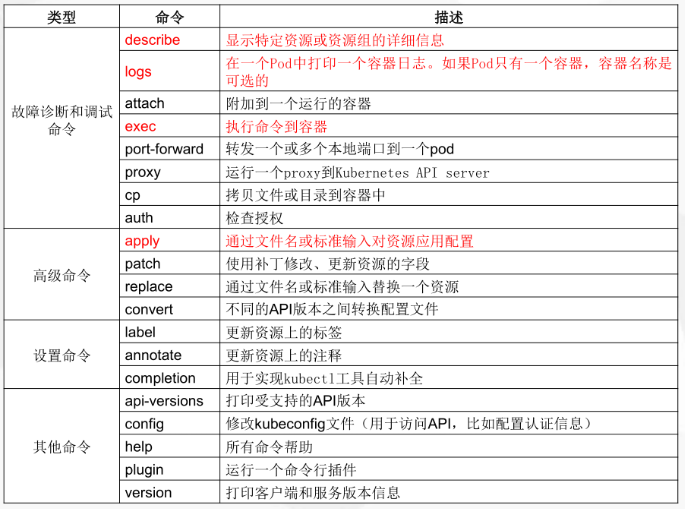 类型 命令 描述
故障诊断和调试
命令
describe 显示特定资源或资源组的详细信息
logs 在一个Pod中打印一个容器日志。如果Pod只有一个容器，容器名称是
可选的
attach 附加到一个运行的容器
exec 执行命令到容器
port-forward 转发一个或多个本地端口到一个pod
proxy 运行一个proxy到Kubernetes API server
cp 拷贝文件或目录到容器中
auth 检查授权
高级命令
apply 通过文件名或标准输入对资源应用配置
patch 使用补丁修改、更新资源的字段
replace 通过文件名或标准输入替换一个资源
convert 不同的API版本之间转换配置文件
设置命令
label 更新资源上的标签
annotate 更新资源上的注释
completion 用于实现kubectl工具自动补全
其他命令
api-versions 打印受支持的API版本
config 修改kubeconfig文件（用于访问API，比如配置认证信息）
help 所有命令帮助
plugin 运行一个命令行插件
version 打印客户端和服务版本信息